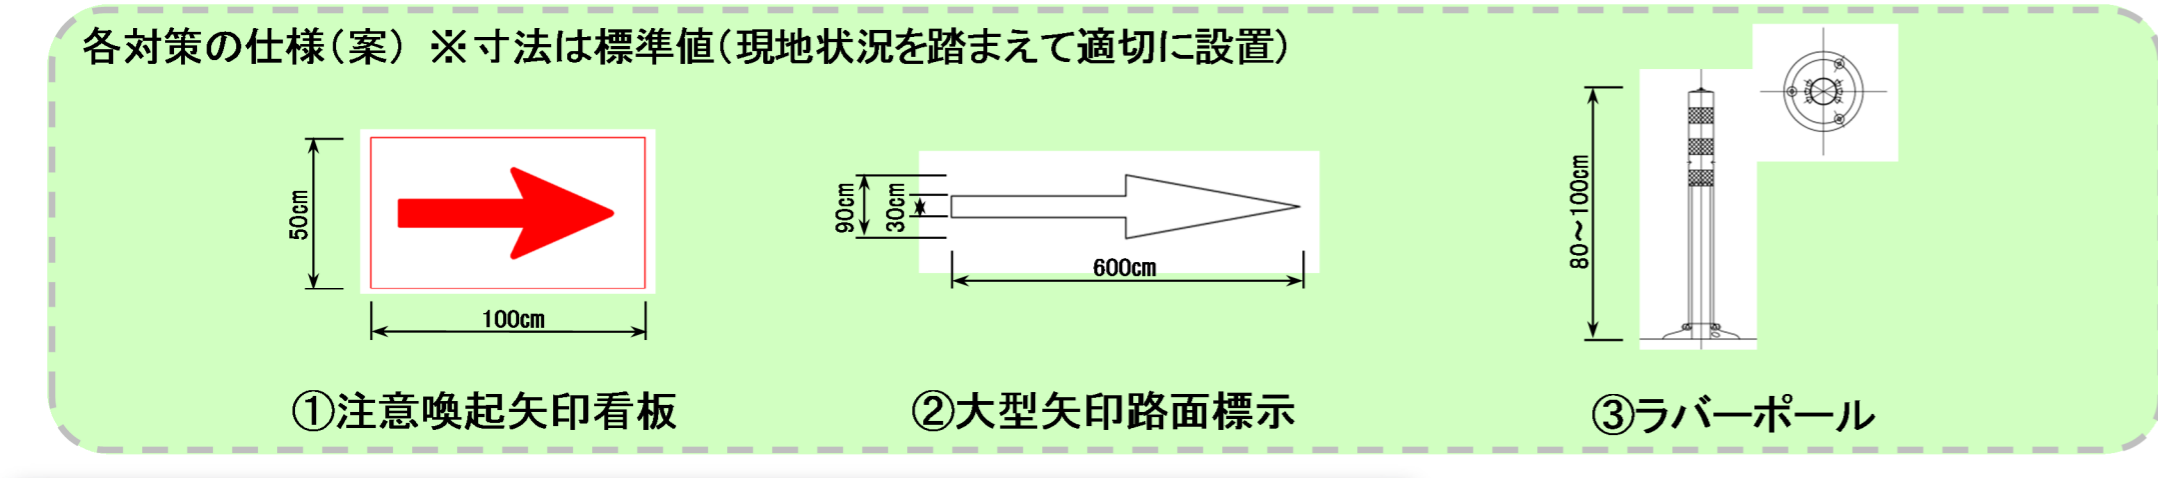 各対策の仕様(案) ※寸法は標準値(現地状況を踏まえて適切に設置)
50cm
100cm
①注意喚起矢印看板
90cm
30cm
600cm
②大型矢印路面標示
80～100cm
③ラバーポール